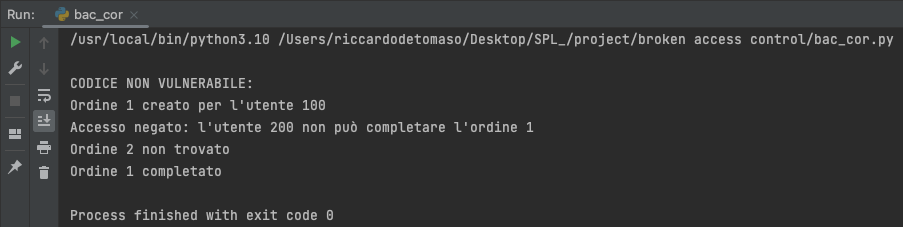 Run: bac_cor
/usr/local/bin/python3.10 /Users/riccardodetomaso/Desktop/SPL_/project/broken access control/bac_cor.py
CODICE NON VULNERABILE:
Ordine 1 creato per l'utente 100
Accesso negato: l'utente 200 non può completare l'ordine 1
Ordine 2 non trovato
Ordine 1 completato
Process finished with exit code 0